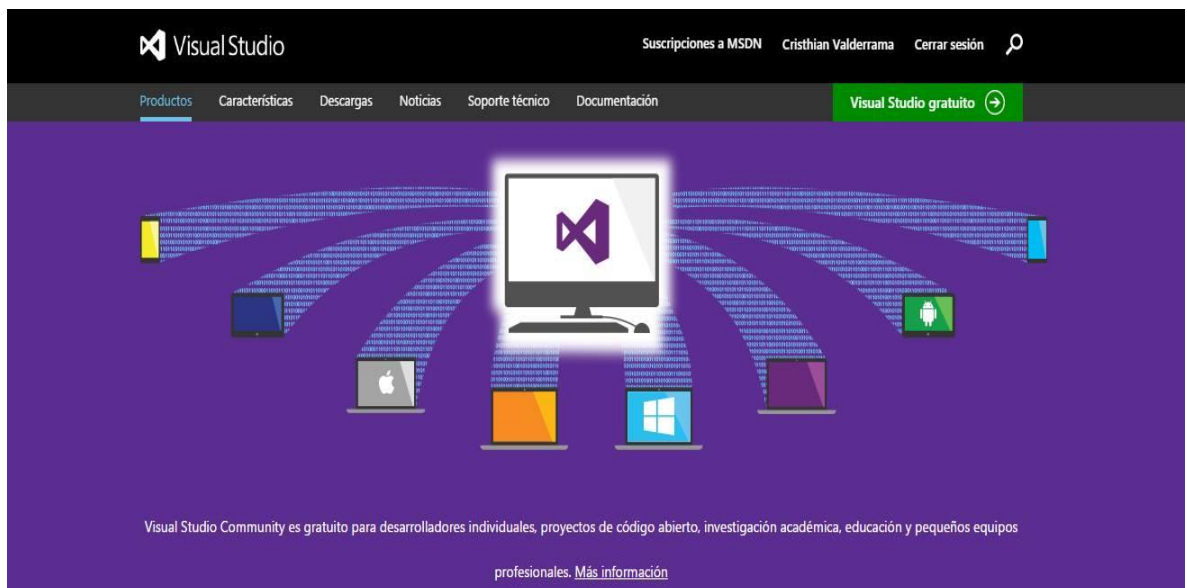 Visual Studio
Suscripciones a MSDN Cristhian Valderrama Cerrar sesión
Productos Características Descargas Noticias Soporte técnico Documentación Visual Studio gratuito
Visual Studio Community es gratuito para desarrolladores individuales, proyectos de código abierto, investigación académica, educación y pequeños equipos
profesionales. Más información